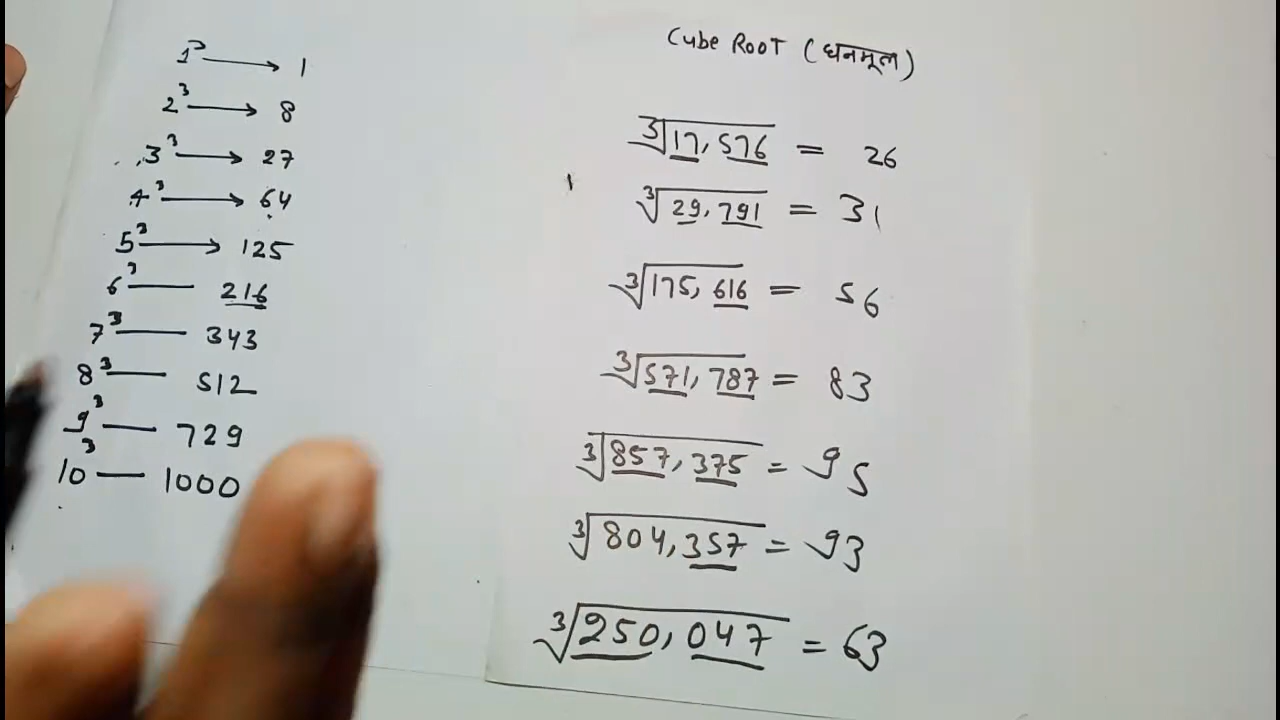 1³ → 1
2³ → 8
3³ → 27
4³ → 64
5³ → 125
6³ — 216
7³ — 343
8³ — 512
9³ — 729
10³ — 1000
Cube RooT (घनमूल)
∛17,576 = 26
∛29,791 = 31
∛175,616 = 56
∛571,787 = 83
∛857,375 = 95
∛804,357 = 93
∛250,047 = 63